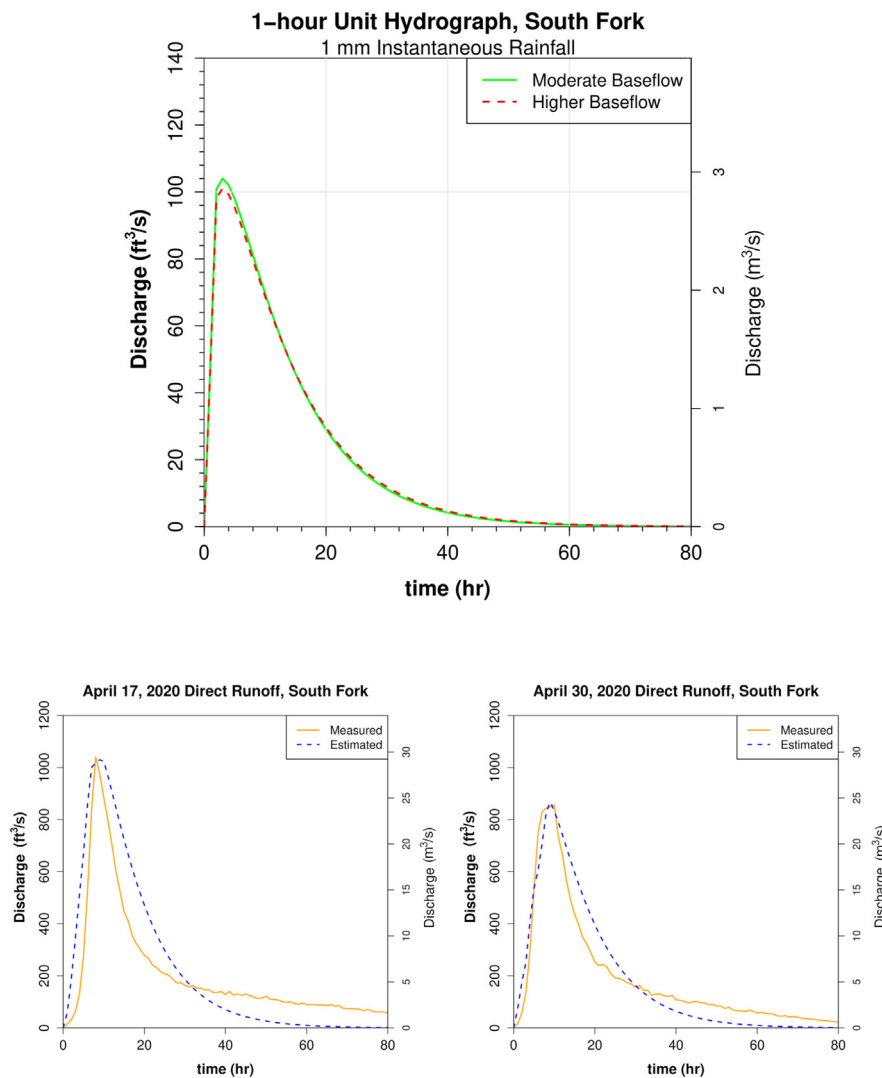 1−hour Unit Hydrograph, South Fork
1 mm Instantaneous Rainfall
Moderate Baseflow
Higher Baseflow
Discharge (ft³/s)
0 20 40 60 80 100 120 140
Discharge (m³/s)
0 1 2 3
0 20 40 60 80
time (hr)
April 17, 2020 Direct Runoff, South Fork
Measured
Estimated
Discharge (ft³/s)
0 200 400 600 800 1000 1200
Discharge (m³/s)
0 5 10 15 20 25 30
0 20 40 60 80
time (hr)
April 30, 2020 Direct Runoff, South Fork
Measured
Estimated
Discharge (ft³/s)
0 200 400 600 800 1000 1200
Discharge (m³/s)
0 5 10 15 20 25 30
0 20 40 60 80
time (hr)